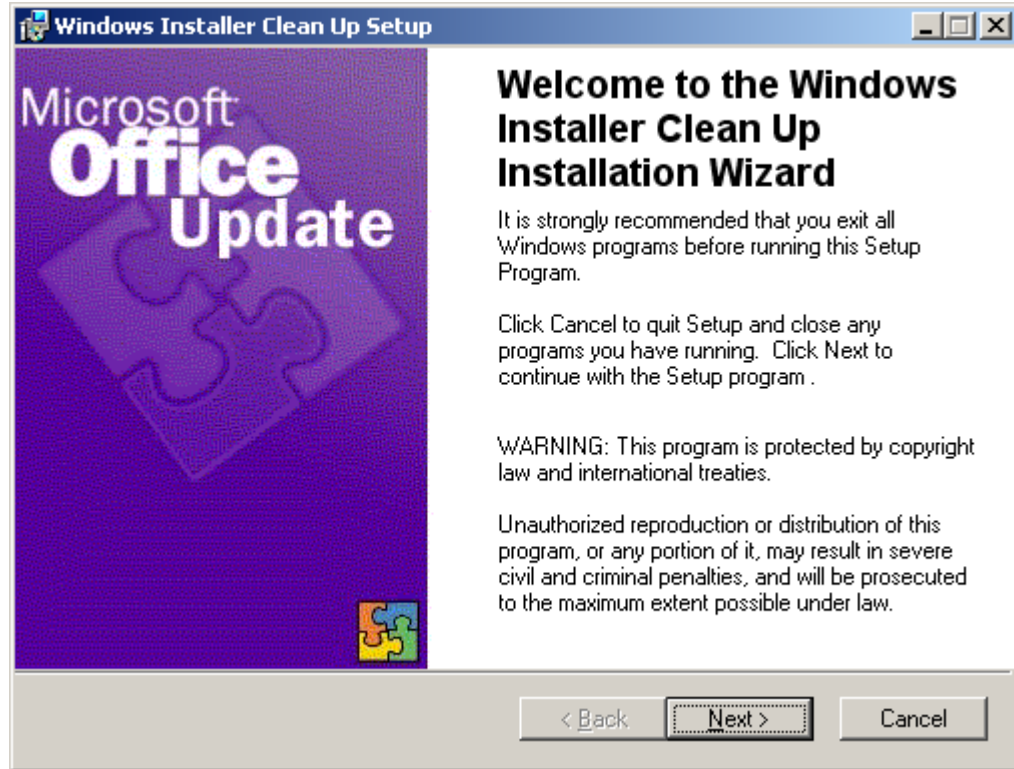 Windows Installer Clean Up Setup
Microsoft
Office
Update
Welcome to the Windows
Installer Clean Up
Installation Wizard
It is strongly recommended that you exit all
Windows programs before running this Setup
Program.
Click Cancel to quit Setup and close any
programs you have running.  Click Next to
continue with the Setup program .
WARNING: This program is protected by copyright
law and international treaties.
Unauthorized reproduction or distribution of this
program, or any portion of it, may result in severe
civil and criminal penalties, and will be prosecuted
to the maximum extent possible under law.
< Back Next > Cancel